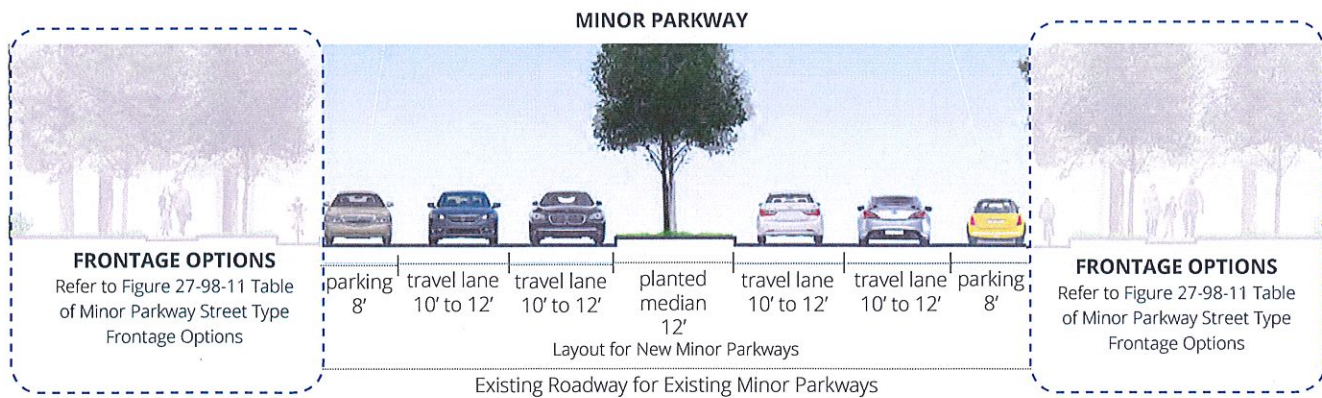 MINOR PARKWAY
FRONTAGE OPTIONS
Refer to Figure 27-98-11 Table
of Minor Parkway Street Type
Frontage Options
parking
8'
travel lane
10' to 12'
travel lane
10' to 12'
planted
median
12'
travel lane
10' to 12'
travel lane
10' to 12'
parking
8'
Layout for New Minor Parkways
Existing Roadway for Existing Minor Parkways
FRONTAGE OPTIONS
Refer to Figure 27-98-11 Table
of Minor Parkway Street Type
Frontage Options